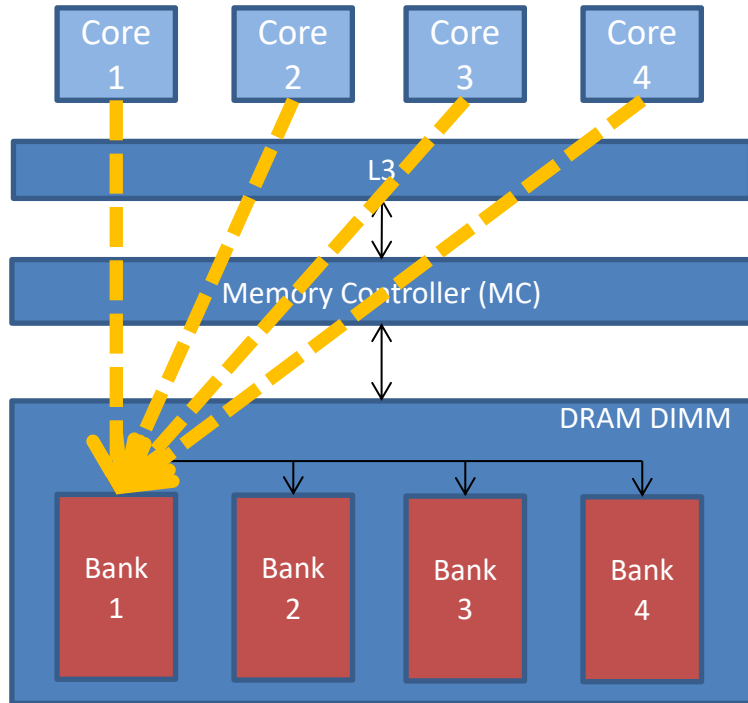 Core
1
Core
2
Core
3
Core
4
L3
Memory Controller (MC)
DRAM DIMM
Bank
1
Bank
2
Bank
3
Bank
4